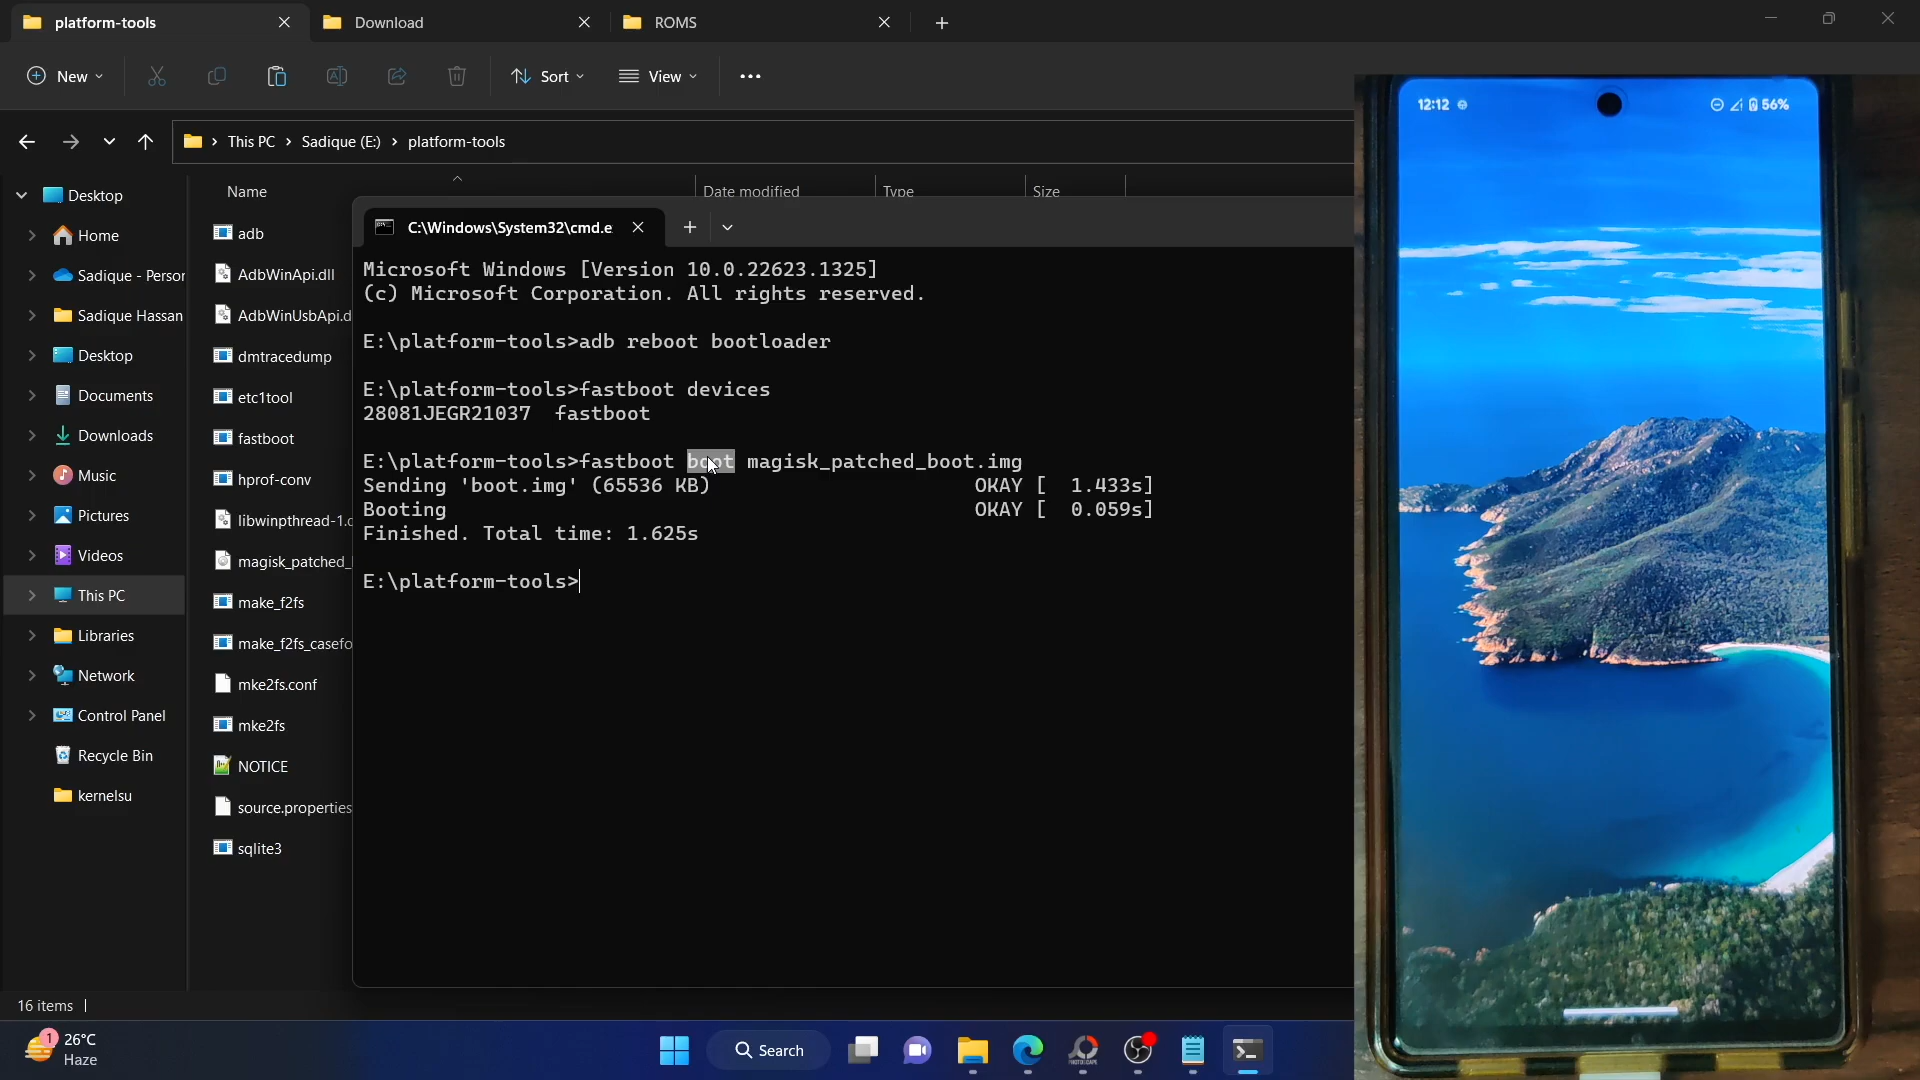 platform-tools
Download
ROMS
New
Sort
View
This PC
Sadique (E:)
platform-tools
Desktop
Home
Sadique - Person
Sadique Hassan
Desktop
Documents
Downloads
Music
Pictures
Videos
This PC
Libraries
Network
Control Panel
Recycle Bin
kernelsu
Name
Date modified
Type
Size
adb
AdbWinApi.dll
AdbWinUsbApi.d
dmtracedump
etc1tool
fastboot
hprof-conv
libwinpthread-1.d
magisk_patched_
make_f2fs
make_f2fs_casefo
mke2fs.conf
mke2fs
NOTICE
source.properties
sqlite3
C:\Windows\System32\cmd.e
Microsoft Windows [Version 10.0.22623.1325]
(c) Microsoft Corporation. All rights reserved.
E:\platform-tools>adb reboot bootloader
E:\platform-tools>fastboot devices
28081JEGR21037 fastboot
E:\platform-tools>fastboot boot magisk_patched_boot.img
Sending 'boot.img' (65536 KB) OKAY [ 1.433s]
Booting OKAY [ 0.059s]
Finished. Total time: 1.625s
E:\platform-tools>
12:12
56%
16 items
1
26°C
Haze
Search